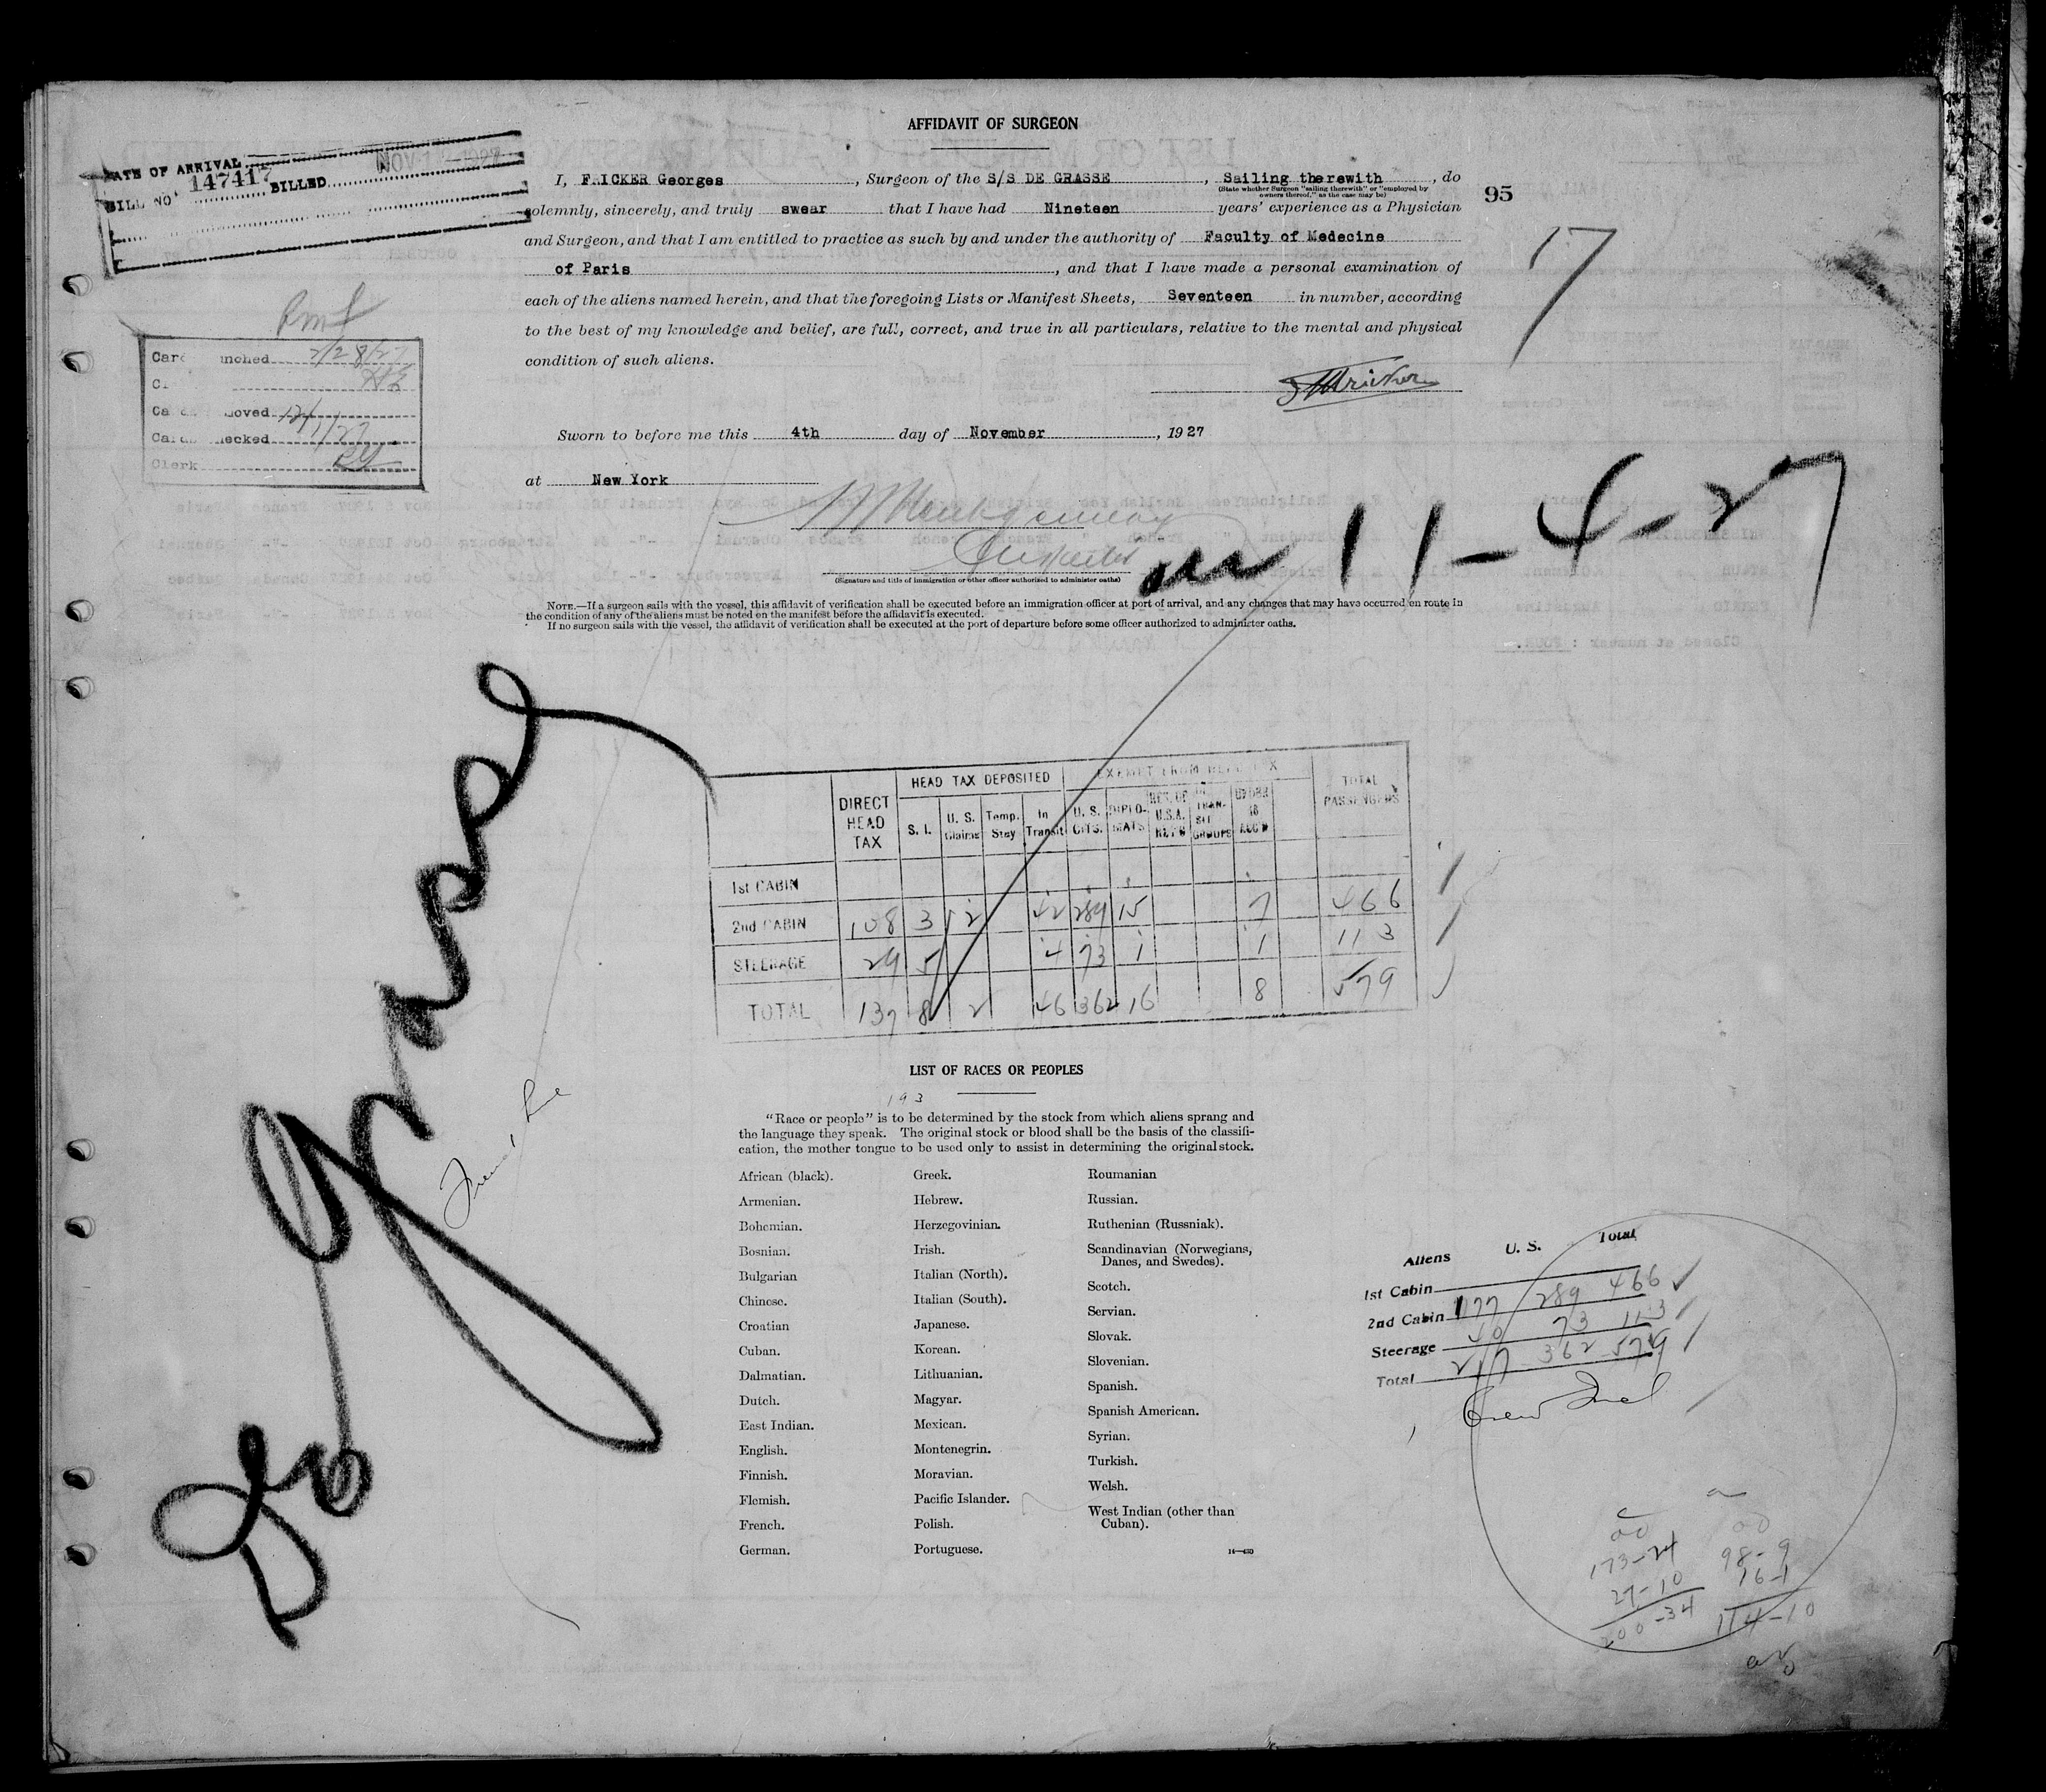 AFFIDAVIT OF SURGEON
DATE OF ARRIVAL NOV 1927
BILL NO. 147417 BILLED
I, FRICKER Georges, Surgeon of the S/S DE GRASSE, Sailing therewith, do
(State whether Surgeon "sailing therewith" or "employed by
owners thereof," as the case may be)
95
solemnly, sincerely, and truly swear that I have had Nineteen years' experience as a Physician
and Surgeon, and that I am entitled to practice as such by and under the authority of Faculty of Medecine
of Paris, and that I have made a personal examination of
each of the aliens named herein, and that the foregoing Lists or Manifest Sheets, Seventeen in number, according
to the best of my knowledge and belief, are full, correct, and true in all particulars, relative to the mental and physical
condition of such aliens.
17
Fricker
Sworn to before me this 4th day of November, 1927
at New York
Clerk
11-4-27
(Signature and title of immigration or other officer authorized to administer oaths)
NOTE.—If a surgeon sails with the vessel, this affidavit of verification shall be executed before an immigration officer at port of arrival, and any changes that may have occurred en route in
the condition of any of the aliens must be noted on the manifest before the affidavit is executed.
If no surgeon sails with the vessel, the affidavit of verification shall be executed at the port of departure before some officer authorized to administer oaths.
De Grasse
DIRECT HEAD TAX HEAD TAX DEPOSITED EXEMPT FROM HEAD TAX TOTAL PASSENGERS
S. I. U. S. Claims Temp. Stay In Transit U. S. CITS. DIPLOMATS TRANSIT GROUPS UNDER 16
1st CABIN
2nd CABIN 108 3 2 42 289 15 7 466
STEERAGE 29 5 4 73 1 1 113
TOTAL 137 8 2 46 362 16 8 579
LIST OF RACES OR PEOPLES
193
"Race or people" is to be determined by the stock from which aliens sprang and
the language they speak. The original stock or blood shall be the basis of the classifi-
cation, the mother tongue to be used only to assist in determining the original stock.
African (black).
Armenian.
Bohemian.
Bosnian.
Bulgarian
Chinese.
Croatian
Cuban.
Dalmatian.
Dutch.
East Indian.
English.
Finnish.
Flemish.
French.
German.
Greek.
Hebrew.
Herzegovinian.
Irish.
Italian (North).
Italian (South).
Japanese.
Korean.
Lithuanian.
Magyar.
Mexican.
Montenegrin.
Moravian.
Pacific Islander.
Polish.
Portuguese.
Roumanian
Russian.
Ruthenian (Russniak).
Scandinavian (Norwegians,
Danes, and Swedes).
Scotch.
Servian.
Slovak.
Slovenian.
Spanish.
Spanish American.
Syrian.
Turkish.
Welsh.
West Indian (other than
Cuban).
Aliens U. S. Total
1st Cabin
2nd Cabin 177 289 466
Steerage 40 73 113
Total 217 362 579
173-24
27-10
200-34
98-9
16-1
114-10